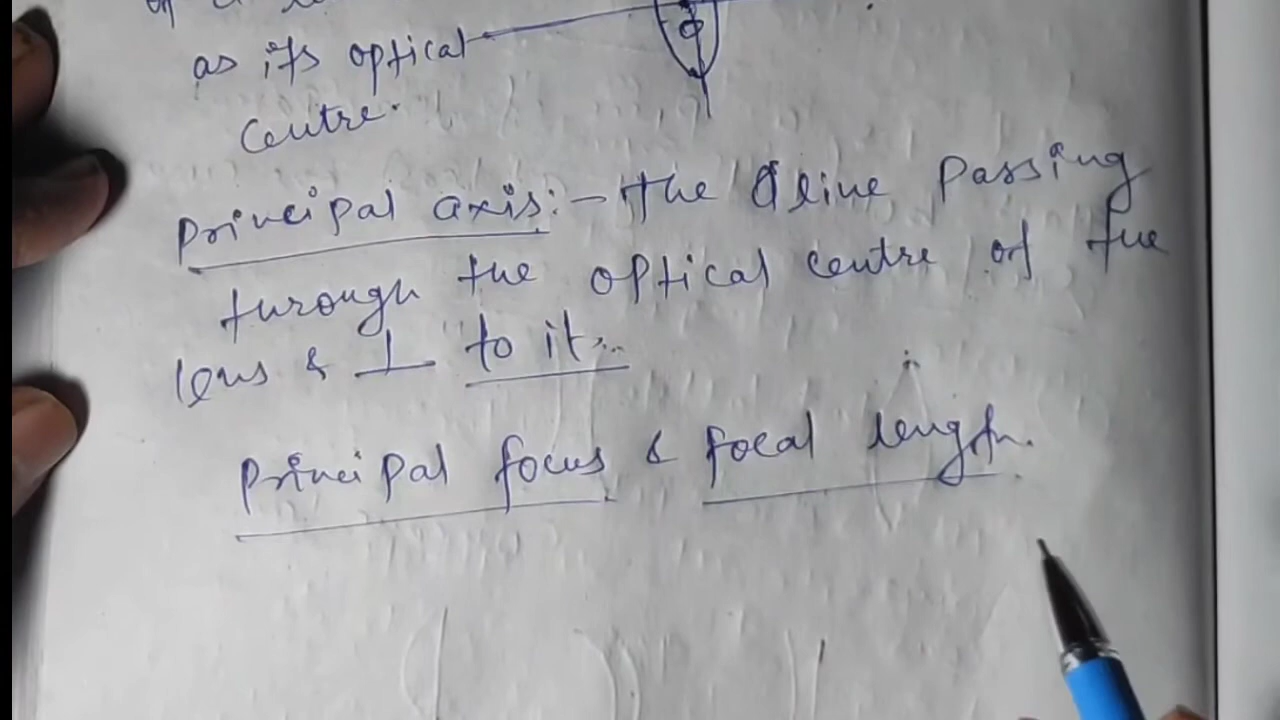 of a
as its optical
Centre.
Principal axis:- the line Passing
through the optical centre of the
lens & ⊥ to it.
Principal focus & focal length.